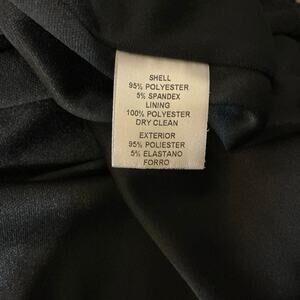 SHELL
95% POLYESTER
5% SPANDEX
LINING
100% POLYESTER
DRY CLEAN
EXTERIOR
95% POLIESTER
5% ELASTANO
FORRO